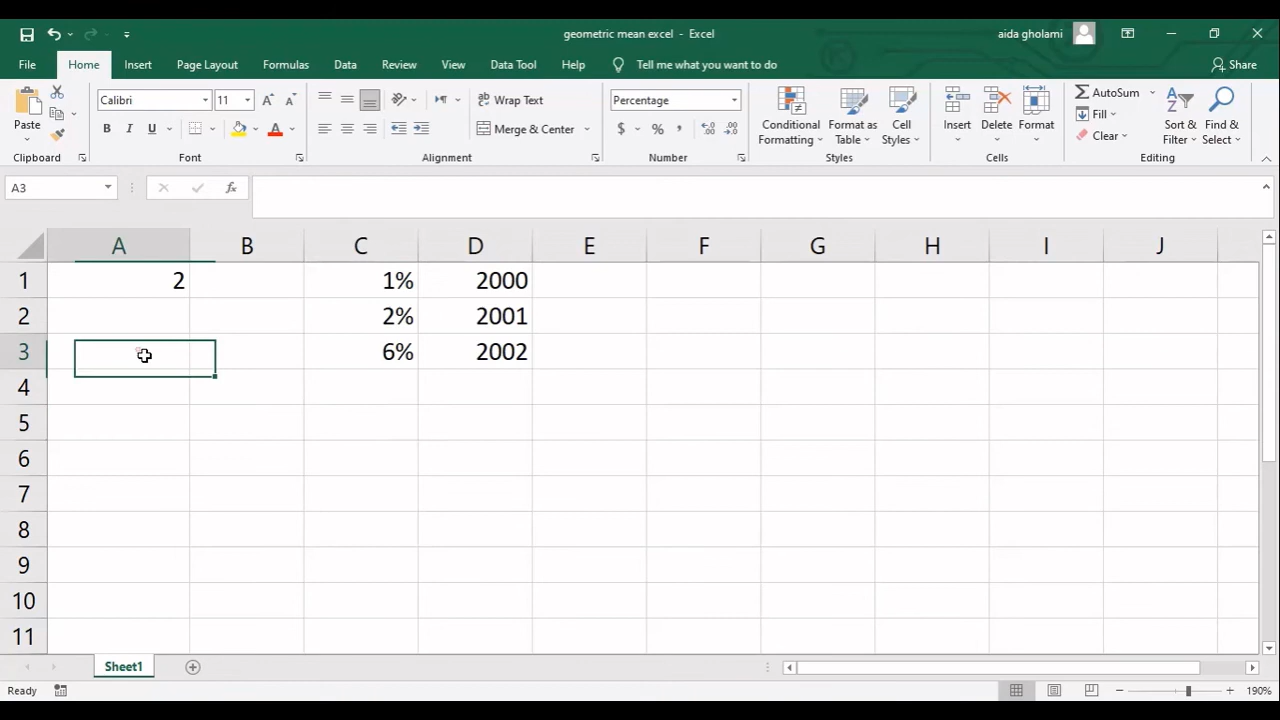 geometric mean excel - Excel
aida gholami
File Home Insert Page Layout Formulas Data Review View Data Tool Help Tell me what you want to do Share
Paste
Clipboard
Calibri 11 A A
B I U A
Font
ab Wrap Text
Merge & Center
Alignment
Percentage
$ % ,
Number
Conditional Formatting
Format as Table
Cell Styles
Styles
Insert Delete Format
Cells
AutoSum
Fill
Clear
Sort & Filter
Find & Select
Editing
A3 fx
A B C D E F G H I J
1 2 1% 2000
2 2% 2001
3 6% 2002
4
5
6
7
8
9
10
11
Sheet1
Ready 190%